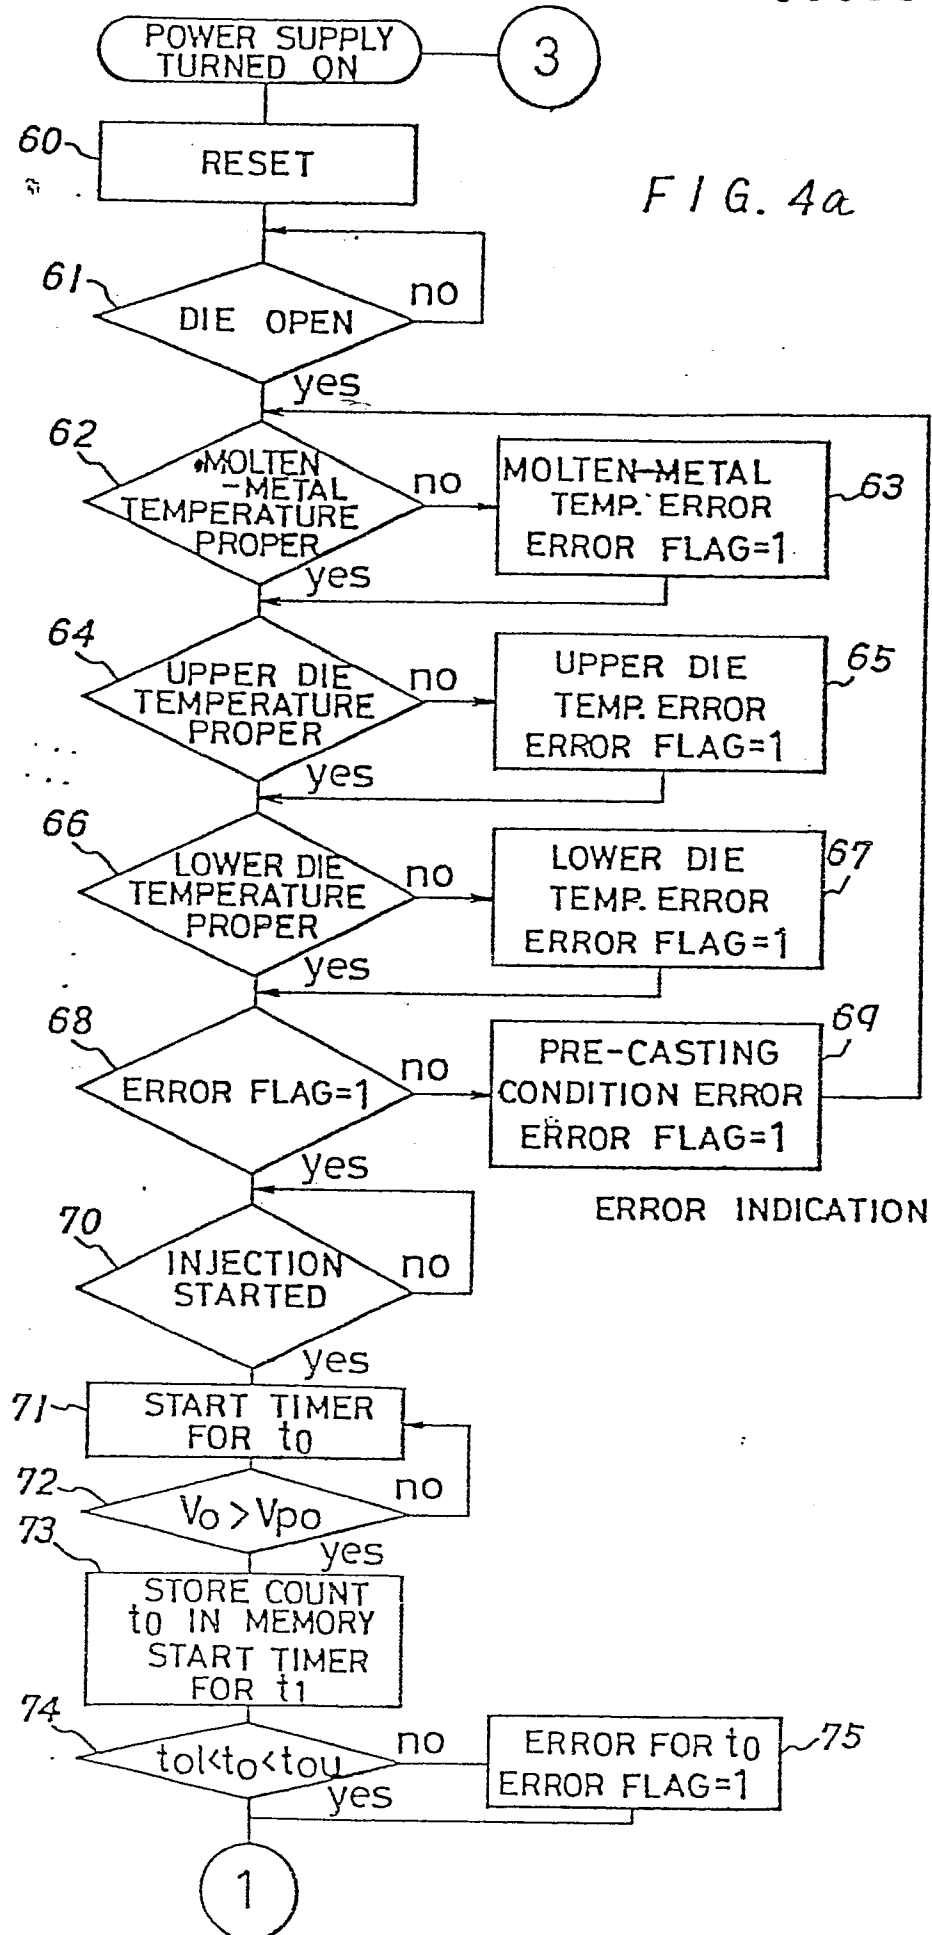 POWER SUPPLY
TURNED ON
3
60
RESET
FIG. 4a
61
DIE OPEN
no
yes
62
MOLTEN
-METAL
TEMPERATURE
PROPER
no
MOLTEN-METAL
TEMP. ERROR
ERROR FLAG=1
63
yes
64
UPPER DIE
TEMPERATURE
PROPER
no
UPPER DIE
TEMP. ERROR
ERROR FLAG=1
65
yes
66
LOWER DIE
TEMPERATURE
PROPER
no
LOWER DIE
TEMP. ERROR
ERROR FLAG=1
67
yes
68
ERROR FLAG=1
no
PRE-CASTING
CONDITION ERROR
ERROR FLAG=1
69
yes
ERROR INDICATION
70
INJECTION
STARTED
no
yes
71
START TIMER
FOR t0
72
Vo > Vpo
no
yes
73
STORE COUNT
t0 IN MEMORY
START TIMER
FOR t1
74
tol<to<tou
no
ERROR FOR t0
ERROR FLAG=1
75
yes
1